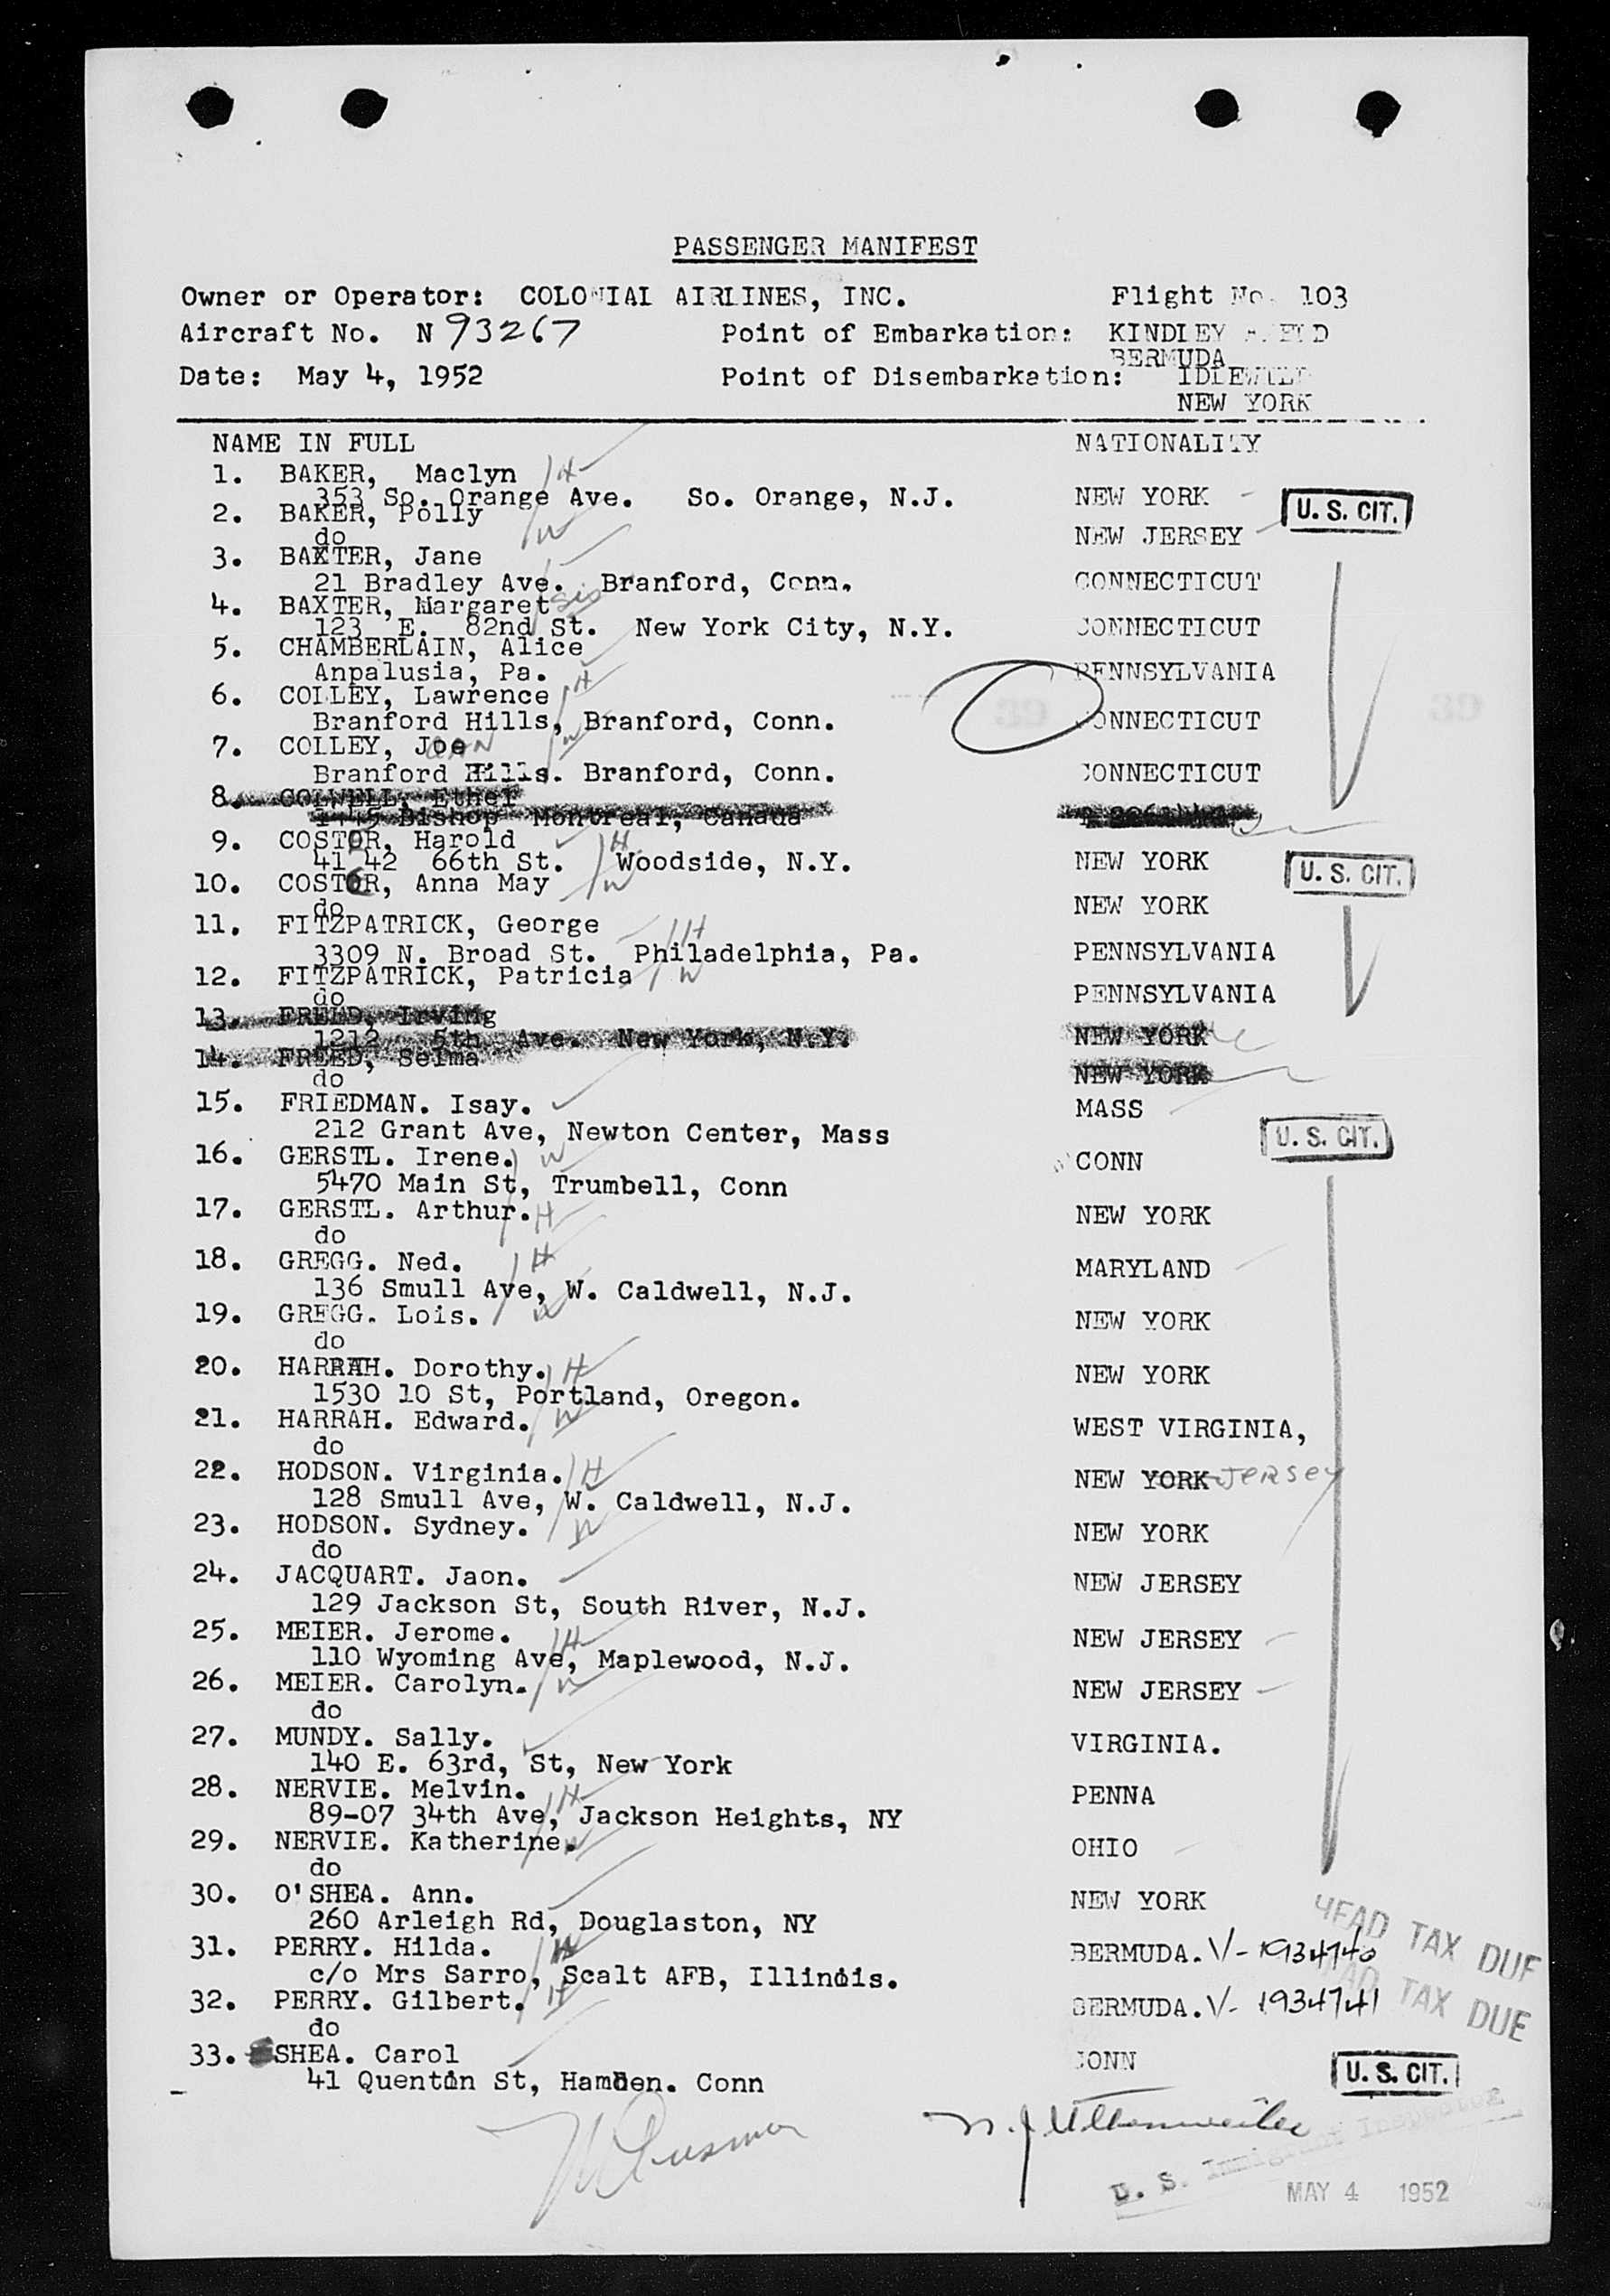 PASSENGER MANIFEST
Owner or Operator: COLONIAL AIRLINES, INC. Flight No. 103
Aircraft No. N 93267 Point of Embarkation: KINDLEY FIELD
BERMUDA
Date: May 4, 1952 Point of Disembarkation: IDLEWILD
NEW YORK
NAME IN FULL NATIONALITY
1. BAKER, Maclyn H
353 So. Orange Ave. So. Orange, N.J. NEW YORK U. S. CIT.
2. BAKER, Polly W
do NEW JERSEY
3. BAXTER, Jane
21 Bradley Ave. Branford, Conn. CONNECTICUT
4. BAXTER, Margaret sis
123 E. 82nd St. New York City, N.Y. CONNECTICUT
5. CHAMBERLAIN, Alice
Anpalusia, Pa. PENNSYLVANIA
6. COLLEY, Lawrence H
Branford Hills, Branford, Conn. CONNECTICUT
7. COLLEY, Joan W
Branford Hills. Branford, Conn. CONNECTICUT
8. COLWELL, Ethel
Bishop Montreal, Canada
9. COSTER, Harold H
41 42 66th St. Woodside, N.Y. NEW YORK U. S. CIT.
10. COSTER, Anna May W
do NEW YORK
11. FITZPATRICK, George H
3309 N. Broad St. Philadelphia, Pa. PENNSYLVANIA
12. FITZPATRICK, Patricia W
do PENNSYLVANIA
13. FREED, Irving
1212 5th Ave. New York, N.Y. NEW YORK
14. FREED, Selma
do NEW YORK
15. FRIEDMAN. Isay. MASS
212 Grant Ave, Newton Center, Mass U. S. CIT.
16. GERSTL. Irene. W CONN
5470 Main St, Trumbell, Conn
17. GERSTL. Arthur. H NEW YORK
do
18. GREGG. Ned. H MARYLAND
136 Smull Ave, W. Caldwell, N.J.
19. GREGG. Lois. W NEW YORK
do
20. HARRAH. Dorothy. H NEW YORK
1530 10 St, Portland, Oregon.
21. HARRAH. Edward. W WEST VIRGINIA,
do
22. HODSON. Virginia. H NEW YORK JERSEY
128 Smull Ave, W. Caldwell, N.J.
23. HODSON. Sydney. W NEW YORK
do
24. JACQUART. Jaon. NEW JERSEY
129 Jackson St, South River, N.J.
25. MEIER. Jerome. H NEW JERSEY
110 Wyoming Ave, Maplewood, N.J.
26. MEIER. Carolyn. W NEW JERSEY
do
27. MUNDY. Sally. VIRGINIA.
140 E. 63rd, St, New York
28. NERVIE. Melvin. H PENNA
89-07 34th Ave, Jackson Heights, NY
29. NERVIE. Katherine. W OHIO
do
30. O'SHEA. Ann. NEW YORK
260 Arleigh Rd, Douglaston, NY HEAD TAX DUE
31. PERRY. Hilda. W BERMUDA. V-1934740
c/o Mrs Sarro, Scalt AFB, Illinois. HEAD TAX DUE
32. PERRY. Gilbert. H BERMUDA. V-1934741
do
33. SHEA. Carol CONN
41 Quentin St, Hamden. Conn U. S. CIT.
U. S. Immigrant Inspector
MAY 4 1952